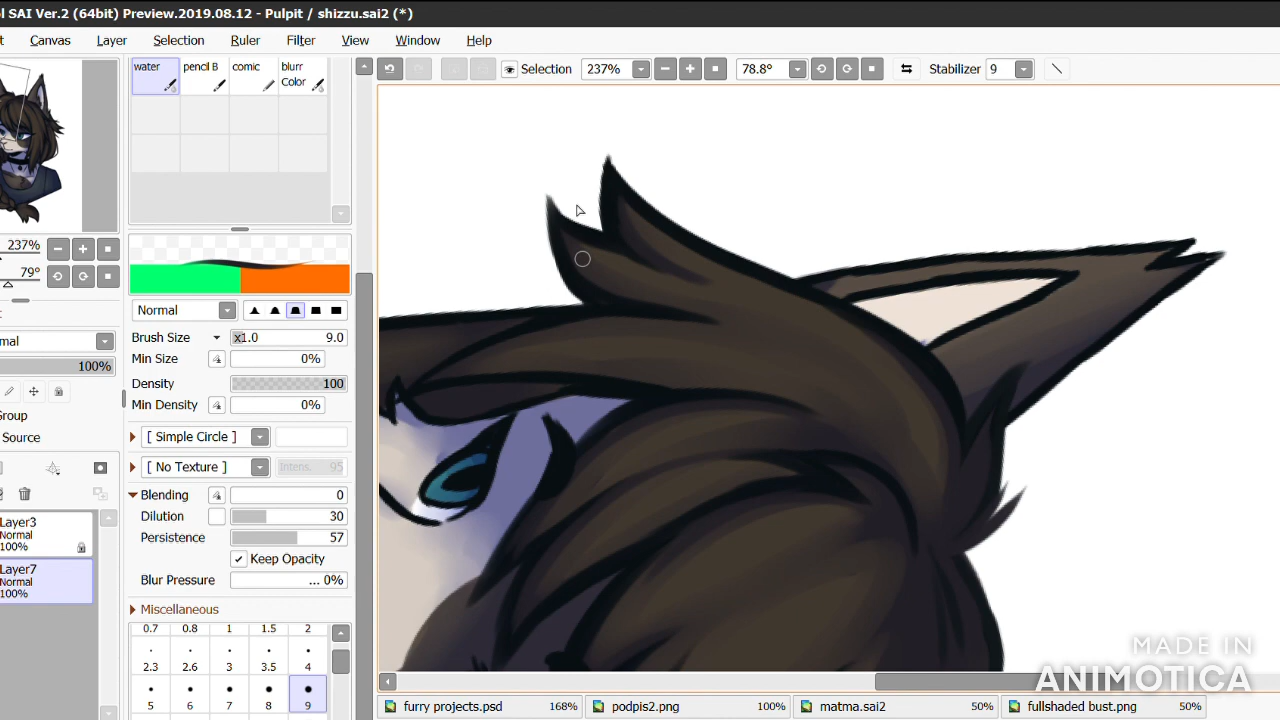 ol SAI Ver.2 (64bit) Preview.2019.08.12 - Pulpit / shizzu.sai2 (*)
t Canvas Layer Selection Ruler Filter View Window Help
water pencil B comic blurr Color
Selection 237% 78.8° Stabilizer 9
237%
79°
Normal
Brush Size x1.0 9.0
Min Size 0%
mal
100%
Density 100
Min Density 0%
Group
Source
[ Simple Circle ]
[ No Texture ] Intens. 95
Blending 0
Dilution 30
Persistence 57
Keep Opacity
Blur Pressure ... 0%
Layer3
Normal
100%
Layer7
Normal
100%
Miscellaneous
0.7 0.8 1 1.5 2
2.3 2.6 3 3.5 4
5 6 7 8 9
MADE IN
ANIMOTICA
furry projects.psd 168% podpis2.png 100% matma.sai2 50% fullshaded bust.png 50%